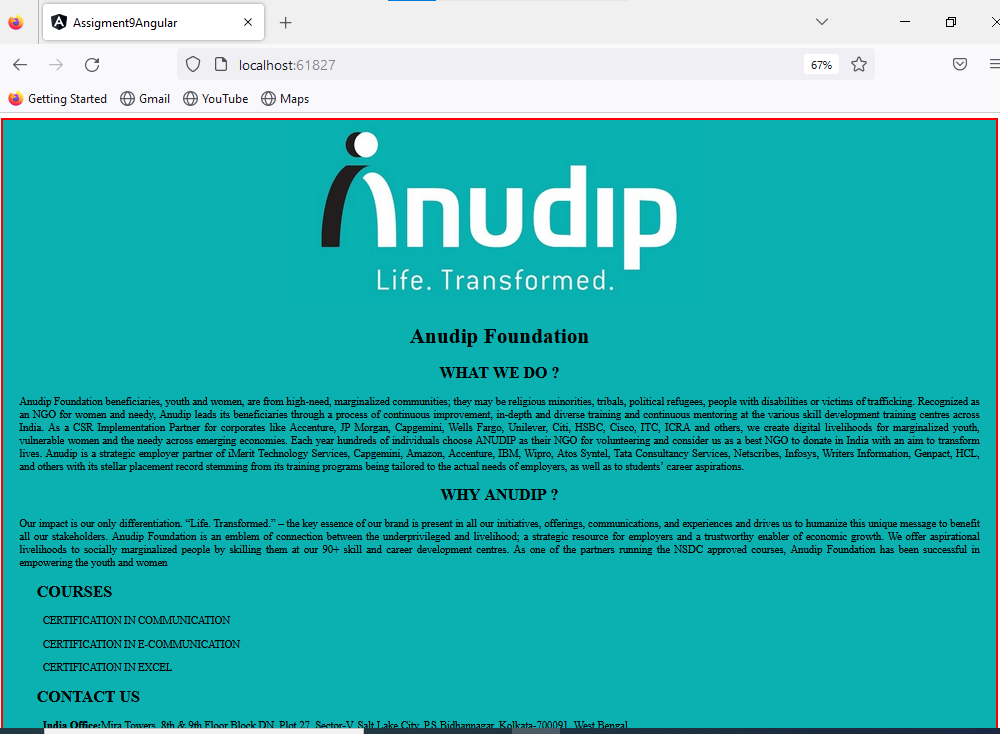 Assigment9Angular
localhost:61827
67%
Getting Started
Gmail
YouTube
Maps
Anudip
Life. Transformed.
Anudip Foundation
WHAT WE DO ?
Anudip Foundation beneficiaries, youth and women, are from high-need, marginalized communities; they may be religious minorities, tribals, political refugees, people with disabilities or victims of trafficking. Recognized as
an NGO for women and needy, Anudip leads its beneficiaries through a process of continuous improvement, in-depth and diverse training and continuous mentoring at the various skill development training centres across
India. As a CSR Implementation Partner for corporates like Accenture, JP Morgan, Capgemini, Wells Fargo, Unilever, Citi, HSBC, Cisco, ITC, ICRA and others, we create digital livelihoods for marginalized youth,
vulnerable women and the needy across emerging economies. Each year hundreds of individuals choose ANUDIP as their NGO for volunteering and consider us as a best NGO to donate in India with an aim to transform
lives. Anudip is a strategic employer partner of iMerit Technology Services, Capgemini, Amazon, Accenture, IBM, Wipro, Atos Syntel, Tata Consultancy Services, Netscribes, Infosys, Writers Information, Genpact, HCL,
and others with its stellar placement record stemming from its training programs being tailored to the actual needs of employers, as well as to students’ career aspirations.
WHY ANUDIP ?
Our impact is our only differentiation. “Life. Transformed.” – the key essence of our brand is present in all our initiatives, offerings, communications, and experiences and drives us to humanize this unique message to benefit
all our stakeholders. Anudip Foundation is an emblem of connection between the underprivileged and livelihood; a strategic resource for employers and a trustworthy enabler of economic growth. We offer aspirational
livelihoods to socially marginalized people by skilling them at our 90+ skill and career development centres. As one of the partners running the NSDC approved courses, Anudip Foundation has been successful in
empowering the youth and women
COURSES
CERTIFICATION IN COMMUNICATION
CERTIFICATION IN E-COMMUNICATION
CERTIFICATION IN EXCEL
CONTACT US
India Office:Mira Towers, 8th & 9th Floor Block DN, Plot 27, Sector-V, Salt Lake City, P.S Bidhannagar, Kolkata-700091, West Bengal